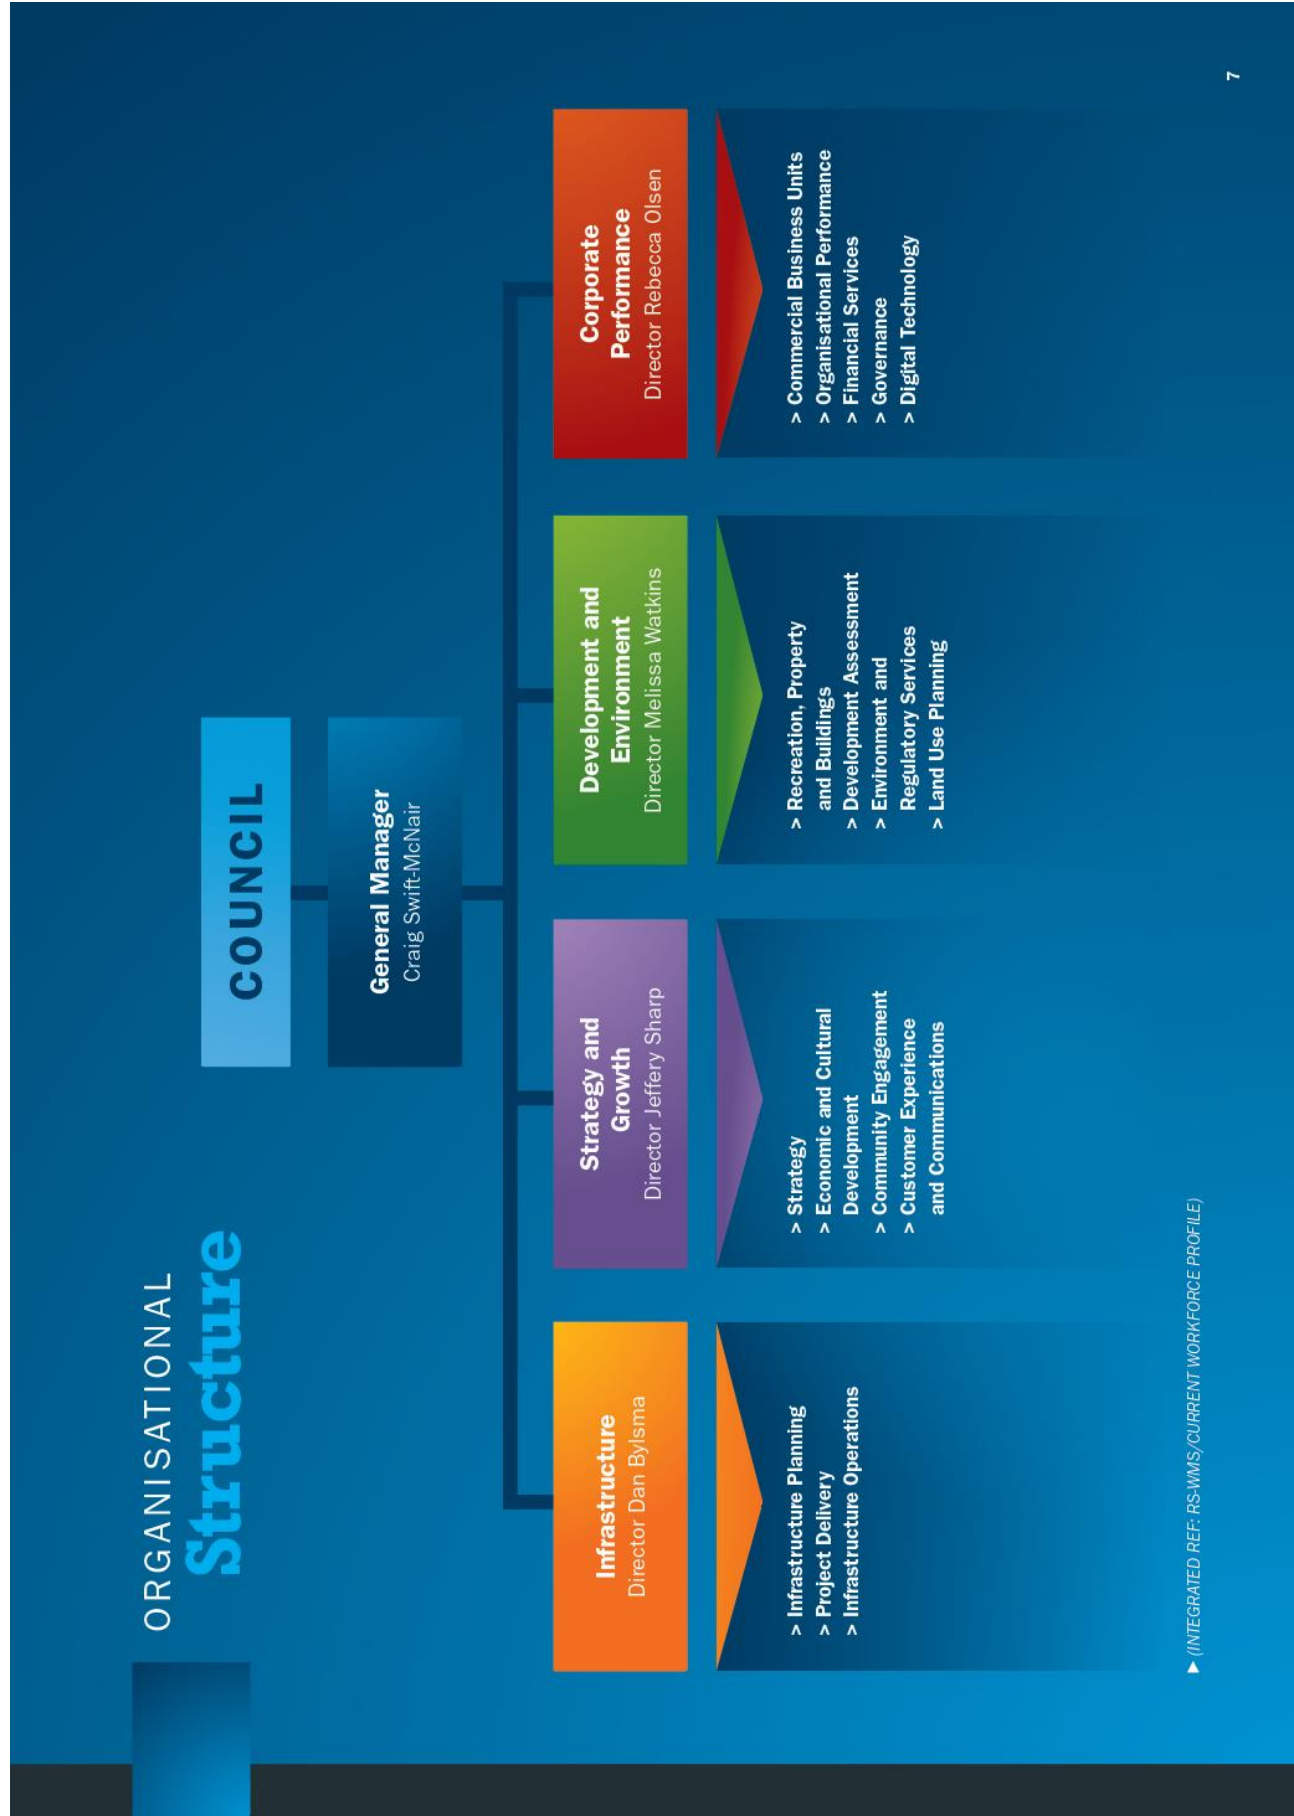 ORGANISATIONAL
Structure
COUNCIL
General Manager
Craig Swift-McNair
Infrastructure
Director Dan Bylsma
> Infrastructure Planning
> Project Delivery
> Infrastructure Operations
Strategy and
Growth
Director Jeffery Sharp
> Strategy
> Economic and Cultural
Development
> Community Engagement
> Customer Experience
and Communications
Development and
Environment
Director Melissa Watkins
> Recreation, Property
and Buildings
> Development Assessment
> Environment and
Regulatory Services
> Land Use Planning
Corporate
Performance
Director Rebecca Olsen
> Commercial Business Units
> Organisational Performance
> Financial Services
> Governance
> Digital Technology
► (INTEGRATED REF: RS-WMS/CURRENT WORKFORCE PROFILE)
7